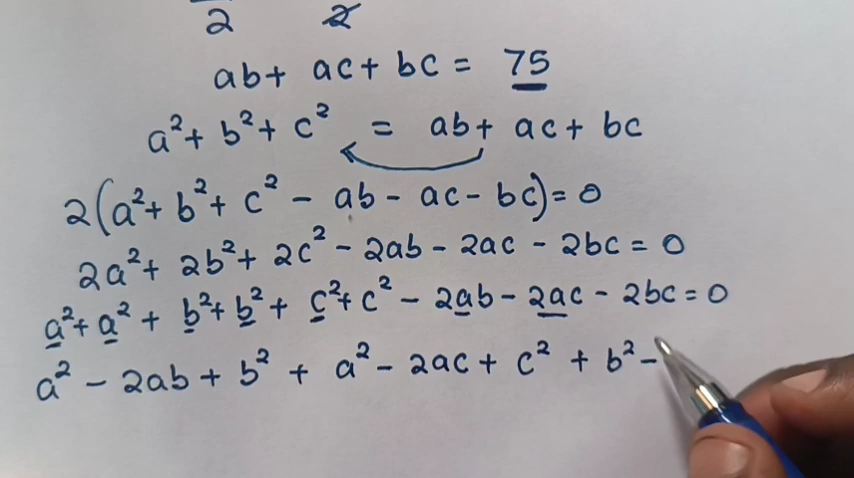 2 2
ab + ac + bc = 75
a² + b² + c² = ab + ac + bc
2(a² + b² + c² - ab - ac - bc) = 0
2a² + 2b² + 2c² - 2ab - 2ac - 2bc = 0
a² + a² + b² + b² + c² + c² - 2ab - 2ac - 2bc = 0
a² - 2ab + b² + a² - 2ac + c² + b² -